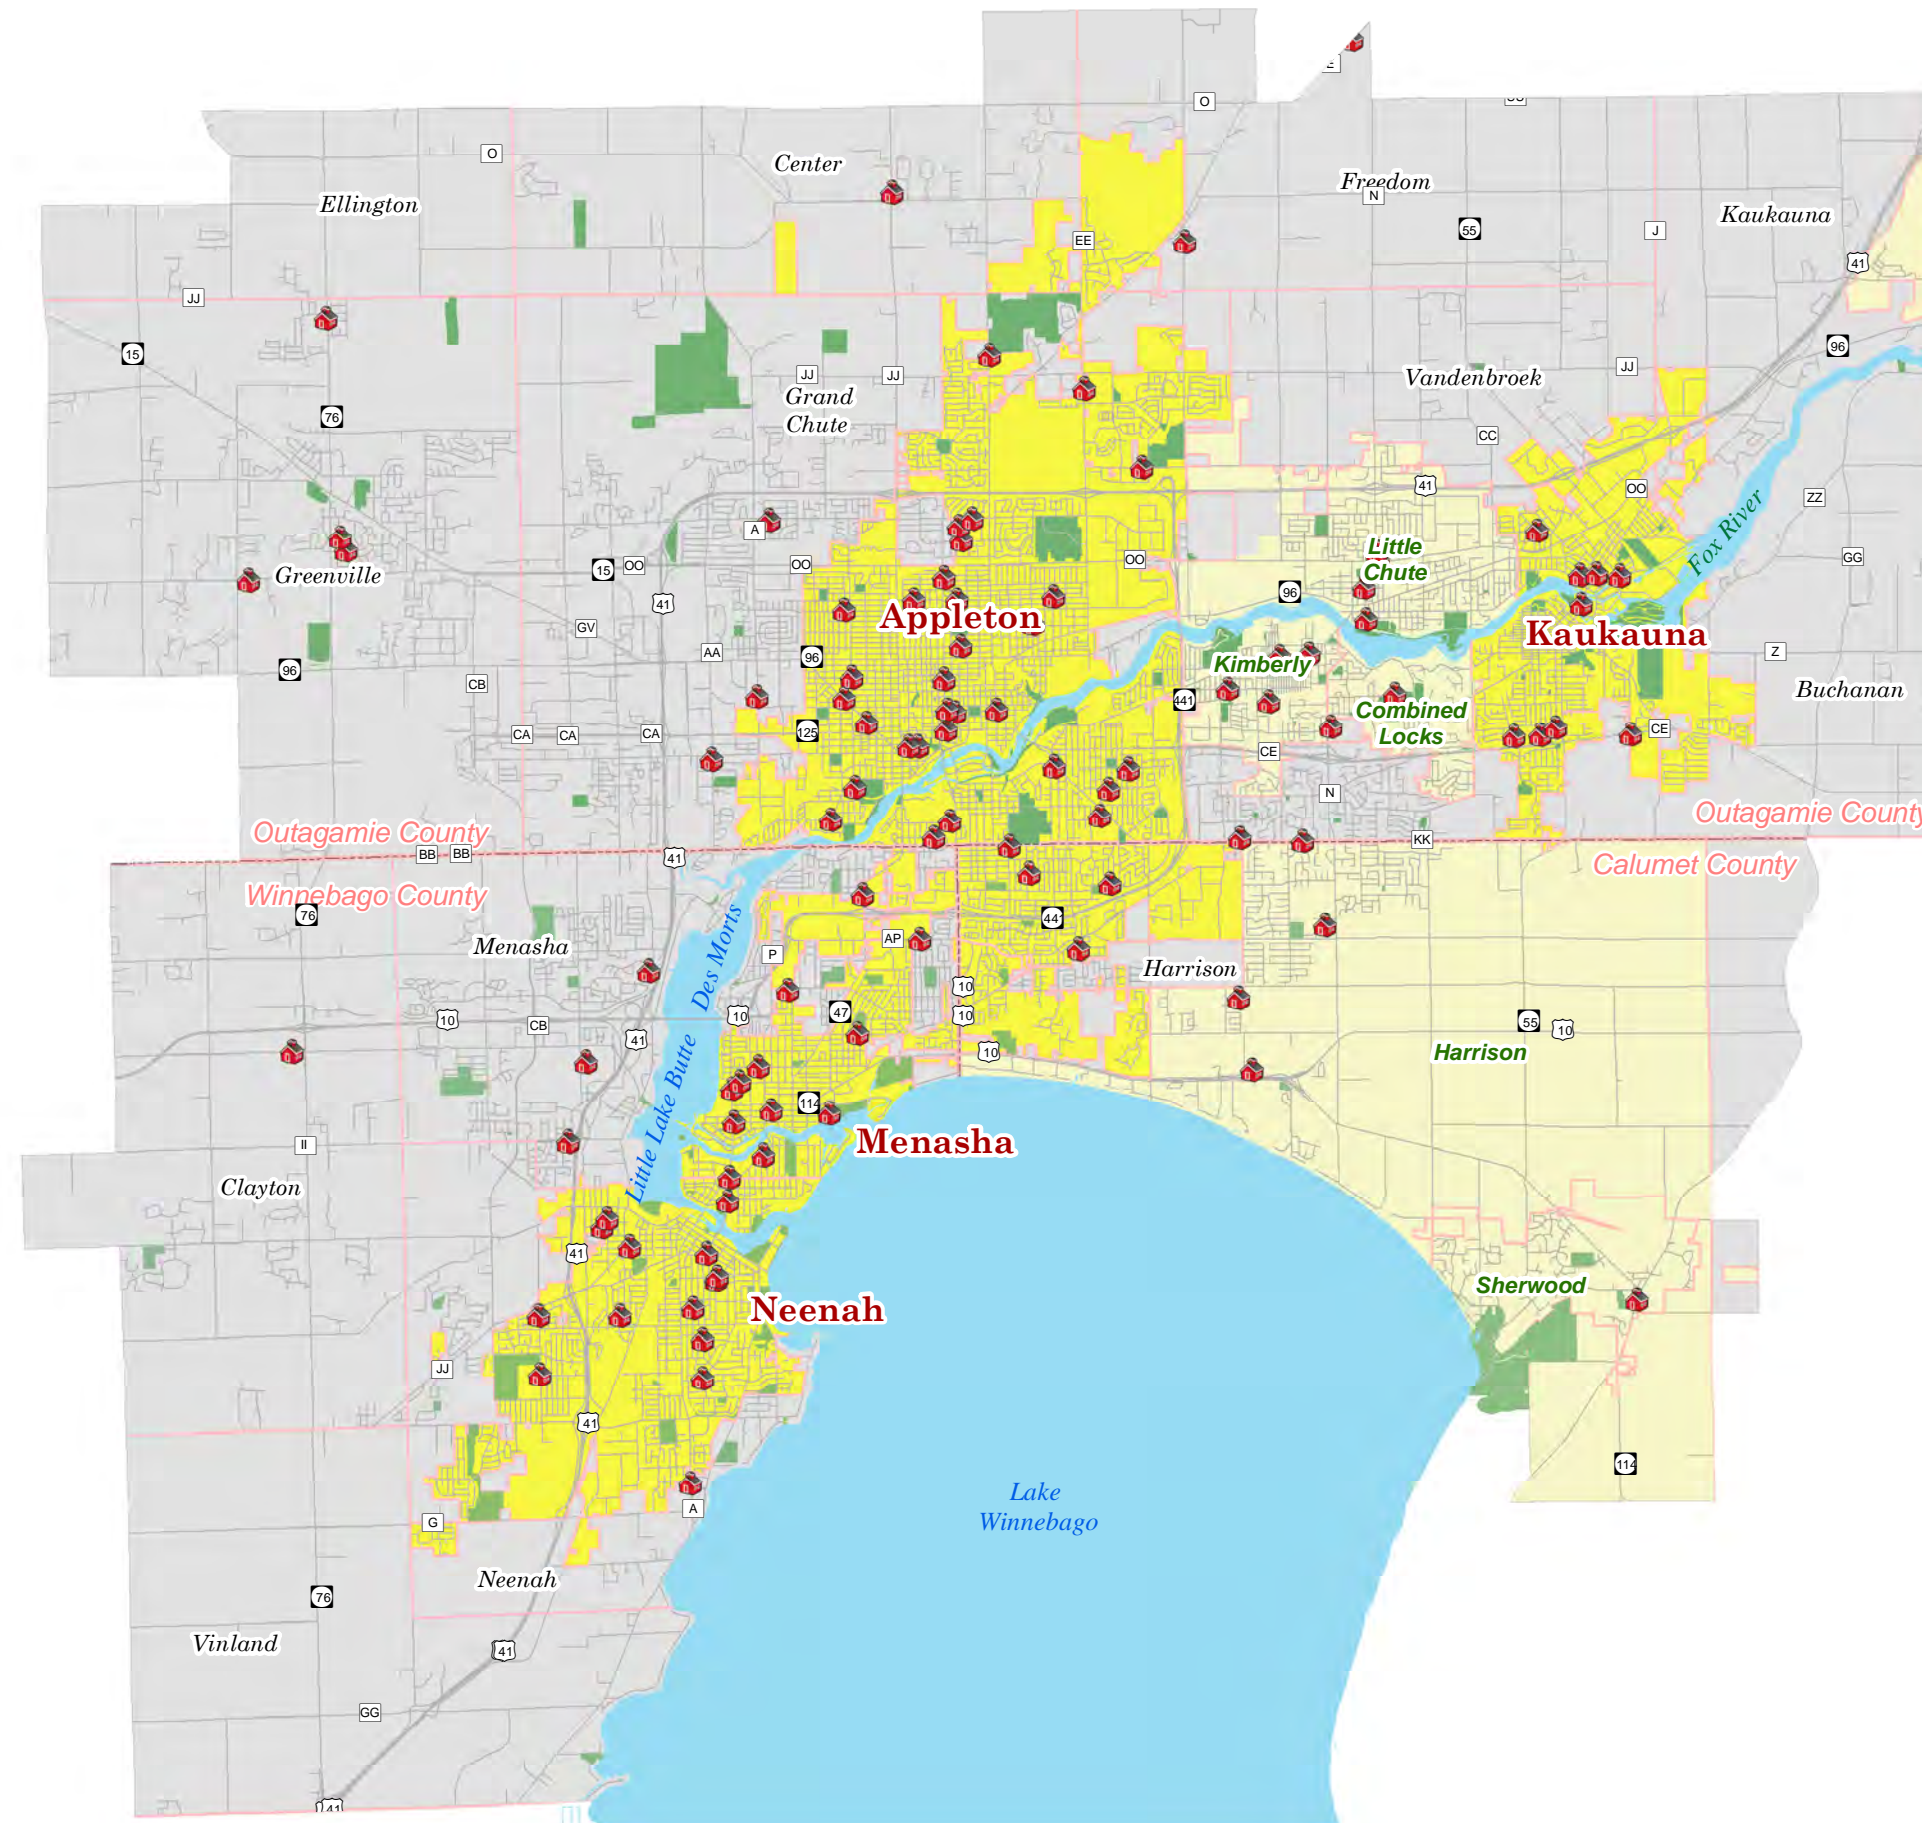 E
O
JJ
O
Center
Freedom
N
Ellington
Kaukauna
55
J
EE
41
JJ
15
96
JJ
JJ
JJ
Vandenbroek
Grand
Chute
76
CC
41
OO
ZZ
A
Fox River
Little
Chute
OO
GG
15
OO
OO
Greenville
96
41
Appleton
GV
Kaukauna
AA
96
Kimberly
Z
96
CB
441
Buchanan
Combined
Locks
125
CA
CA
CA
CE
CE
N
Outagamie County
Outagamie County
KK
BB
BB
41
Calumet County
Winnebago County
76
441
Menasha
AP
P
Harrison
Little Lake Butte Des Morts
10
10
47
10
10
55
10
CB
41
10
Harrison
114
Menasha
II
Clayton
41
Sherwood
Neenah
JJ
41
114
Lake
Winnebago
A
G
Neenah
76
Vinland
41
GG
41